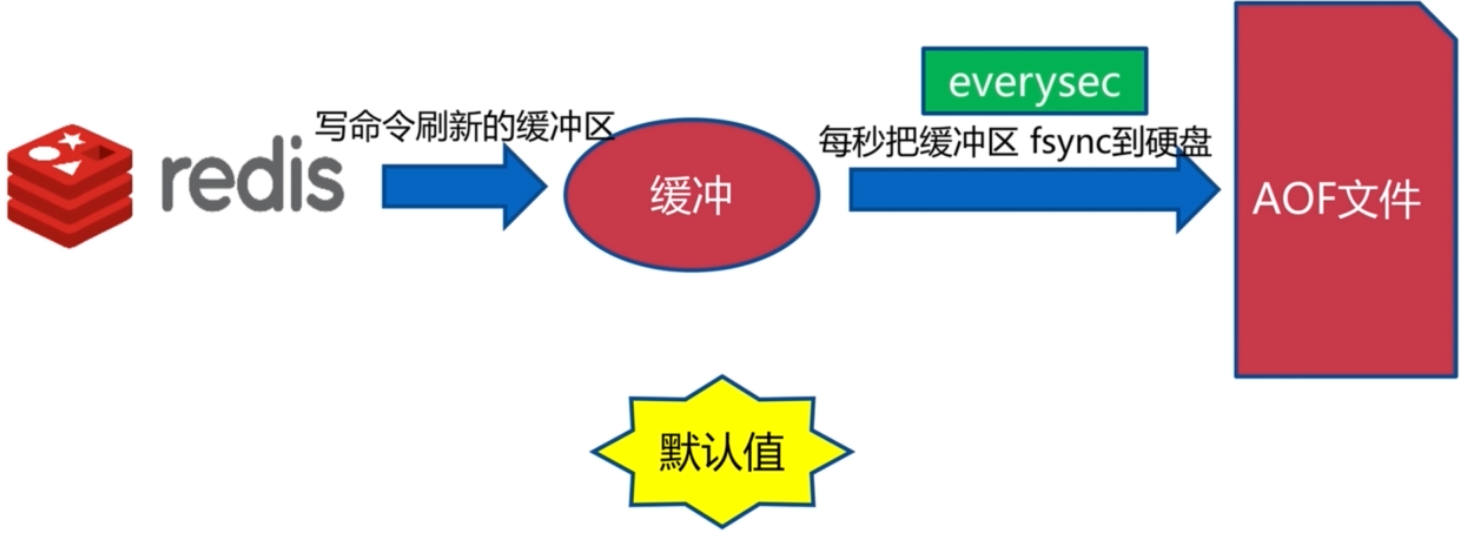 everysec
写命令刷新的缓冲区
每秒把缓冲区 fsync到硬盘
redis
缓冲
AOF文件
默认值